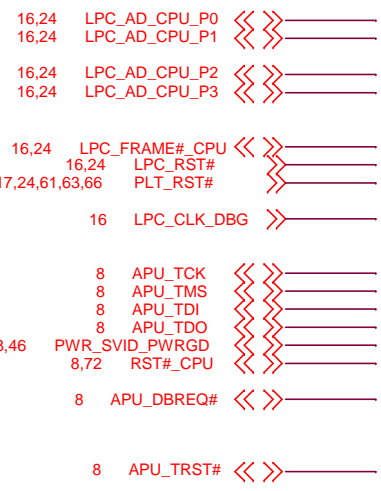 16,24 LPC_AD_CPU_P0
16,24 LPC_AD_CPU_P1
16,24 LPC_AD_CPU_P2
16,24 LPC_AD_CPU_P3
16,24 LPC_FRAME#_CPU
16,24 LPC_RST#
17,24,61,63,66 PLT_RST#
16 LPC_CLK_DBG
8 APU_TCK
8 APU_TMS
8 APU_TDI
8 APU_TDO
8,46 PWR_SVID_PWRGD
8,72 RST#_CPU
8 APU_DBREQ#
8 APU_TRST#